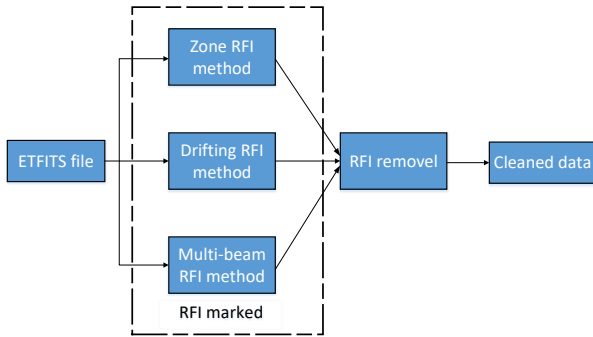 Zone RFI
method
ETFITS file
Drifting RFI
method
RFI removel
Cleaned data
Multi-beam
RFI method
RFI marked